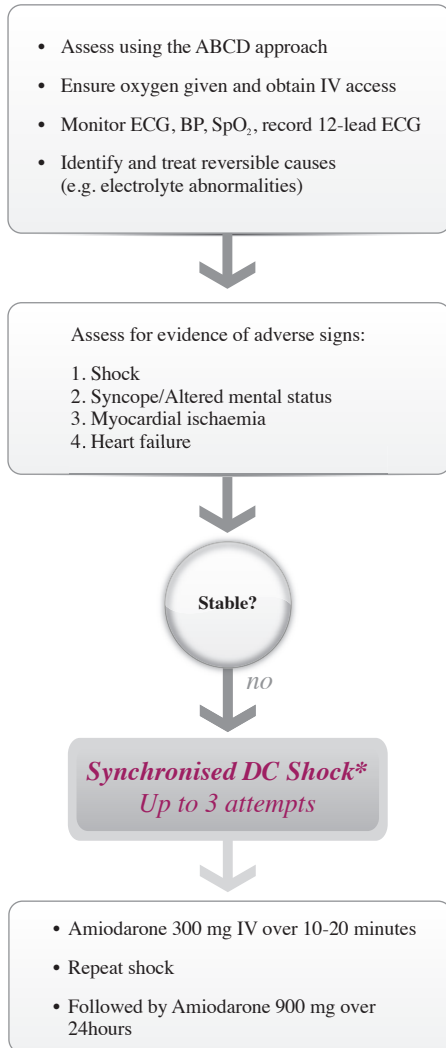 • Assess using the ABCD approach
• Ensure oxygen given and obtain IV access
• Monitor ECG, BP, SpO₂, record 12-lead ECG
• Identify and treat reversible causes
(e.g. electrolyte abnormalities)
Assess for evidence of adverse signs:
1. Shock
2. Syncope/Altered mental status
3. Myocardial ischaemia
4. Heart failure
Stable?
no
Synchronised DC Shock*
Up to 3 attempts
• Amiodarone 300 mg IV over 10-20 minutes
• Repeat shock
• Followed by Amiodarone 900 mg over
24hours